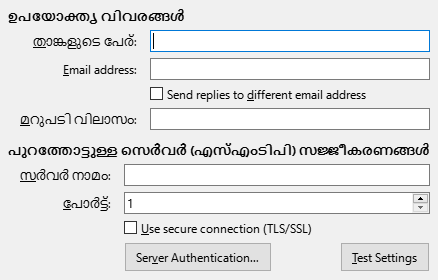 ഉപയോക്തൃ വിവരങ്ങൾ
താങ്കളുടെ പേര്:
Email address:
Send replies to different email address
മറുപടി വിലാസം:
പുറത്തോട്ടുള്ള സെർവർ (എസ്എംടിപി) സജ്ജീകരണങ്ങൾ
സർവർ നാമം:
പോർട്ട്: 1
Use secure connection (TLS/SSL)
Server Authentication... Test Settings